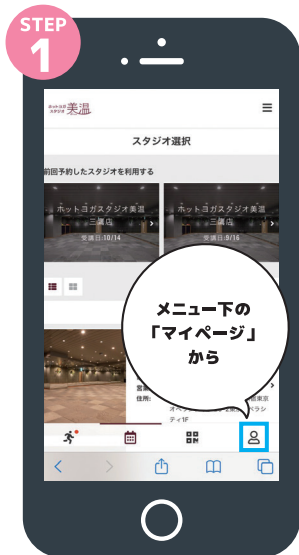 STEP
1
ホットヨガ
スタジオ
美温
スタジオ選択
前回予約したスタジオを利用する
ホットヨガスタジオ美温
三鷹店
受講日:10/14
ホットヨガスタジオ美温
三鷹店
受講日:9/16
メニュー下の
「マイページ」
から
住所:
ティ1F